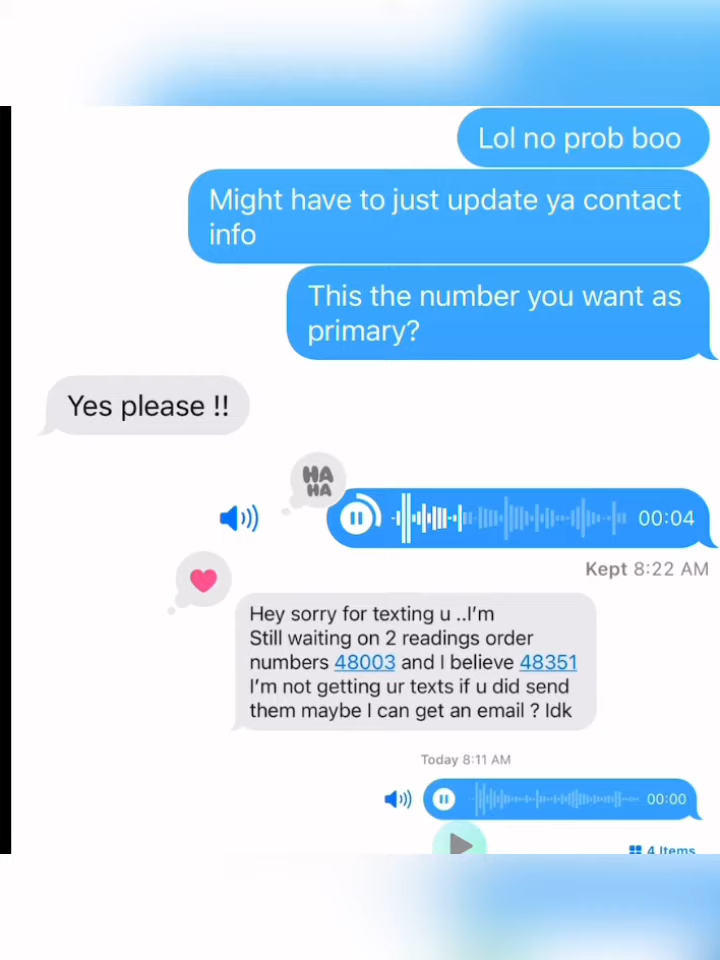 Lol no prob boo
Might have to just update ya contact
info
This the number you want as
primary?
Yes please !!
HA
HA
00:04
Kept 8:22 AM
Hey sorry for texting u ..I'm
Still waiting on 2 readings order
numbers 48003 and I believe 48351
I'm not getting ur texts if u did send
them maybe I can get an email ? Idk
Today 8:11 AM
00:00
4 Items